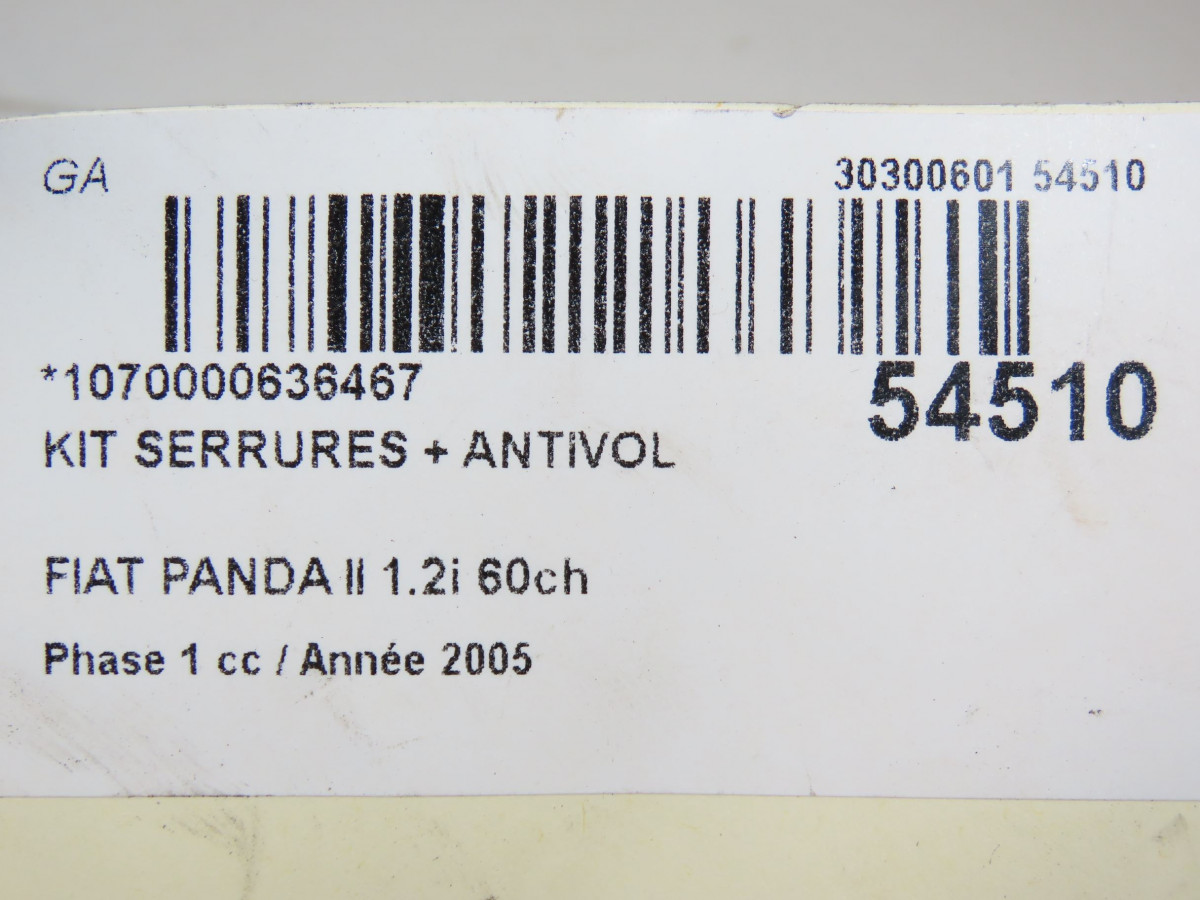 GA
30300601 54510
*1070000636467
54510
KIT SERRURES + ANTIVOL
FIAT PANDA II 1.2i 60ch
Phase 1 cc / Année 2005